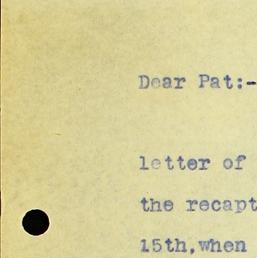 Dear Pat:-
letter of
the recapt
15th,when